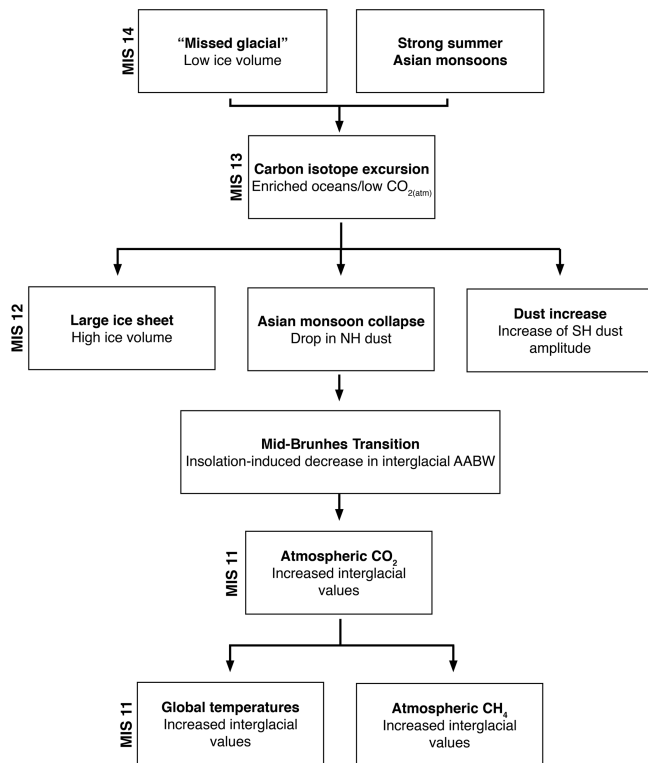 MIS 14
“Missed glacial”
Low ice volume
Strong summer
Asian monsoons
MIS 13
Carbon isotope excursion
Enriched oceans/low CO2(atm)
MIS 12
Large ice sheet
High ice volume
Asian monsoon collapse
Drop in NH dust
Dust increase
Increase of SH dust
amplitude
Mid-Brunhes Transition
Insolation-induced decrease in interglacial AABW
MIS 11
Atmospheric CO2
Increased interglacial
values
MIS 11
Global temperatures
Increased interglacial
values
Atmospheric CH4
Increased interglacial
values